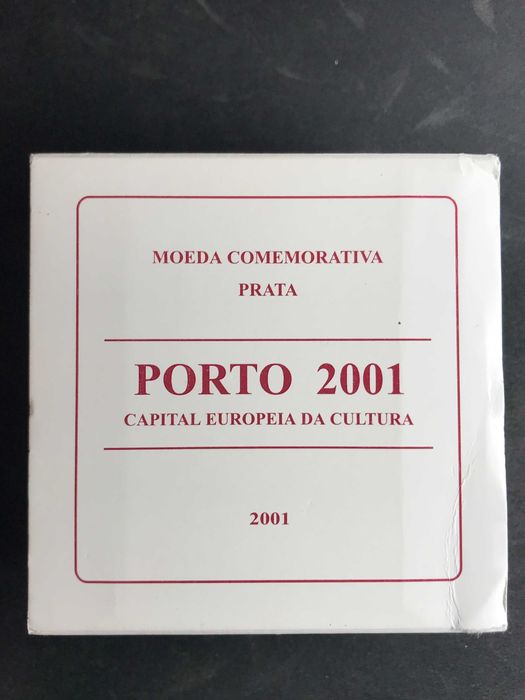 MOEDA COMEMORATIVA
PRATA
PORTO 2001
CAPITAL EUROPEIA DA CULTURA
2001